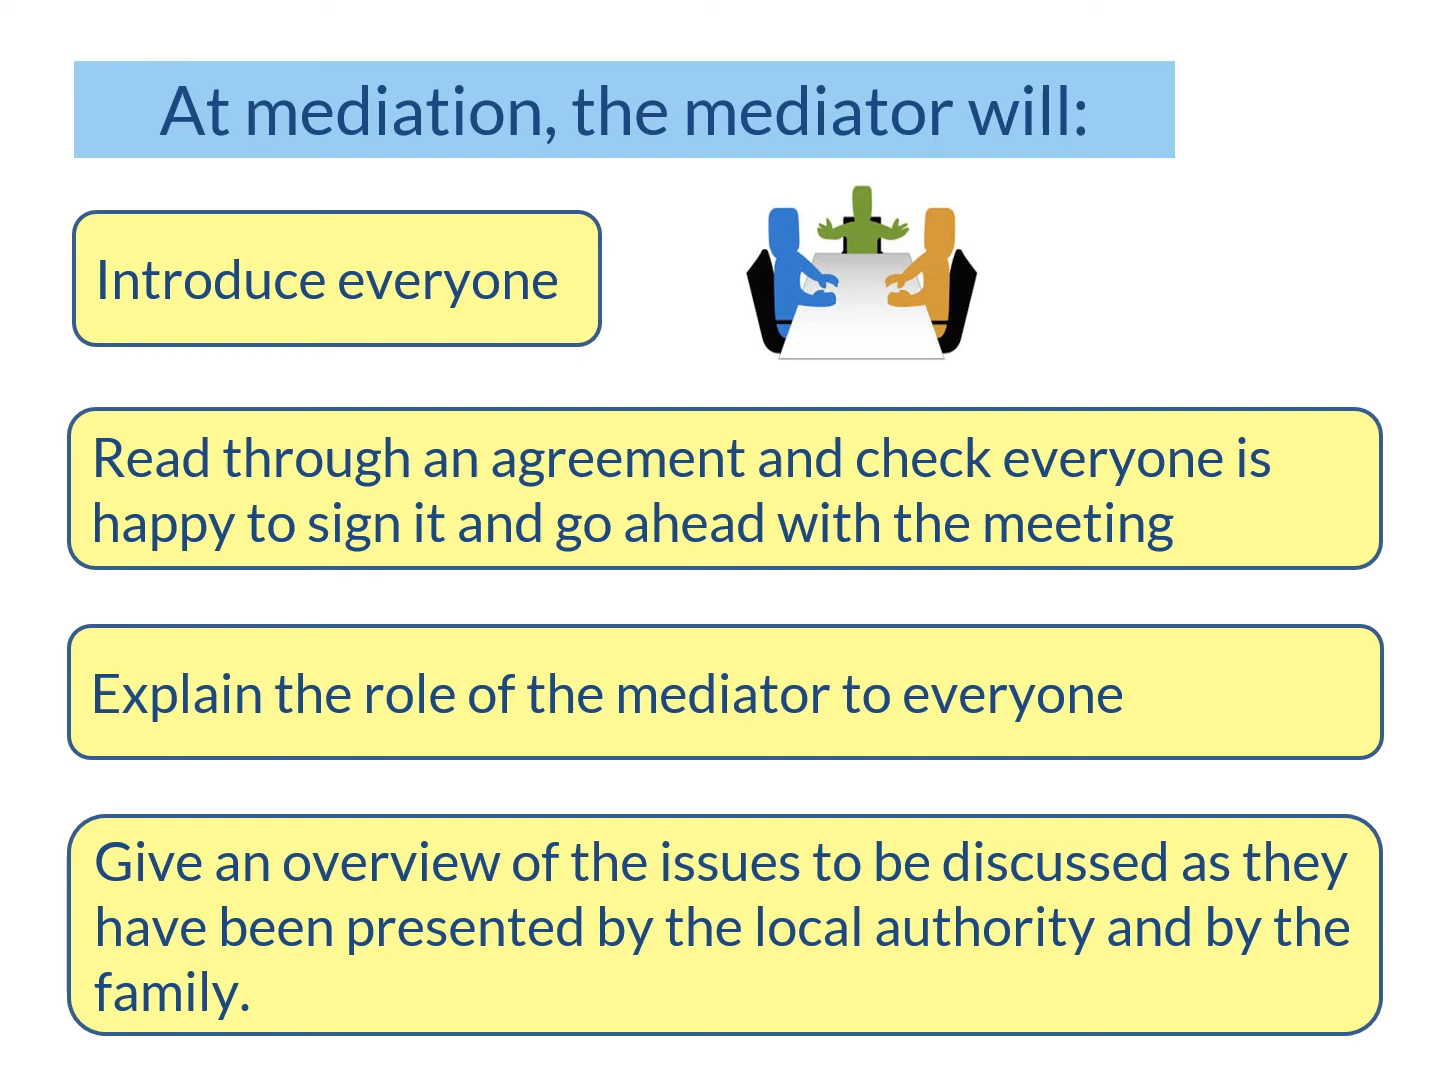 At mediation, the mediator will:
Introduce everyone
Read through an agreement and check everyone is
happy to sign it and go ahead with the meeting
Explain the role of the mediator to everyone
Give an overview of the issues to be discussed as they
have been presented by the local authority and by the
family.